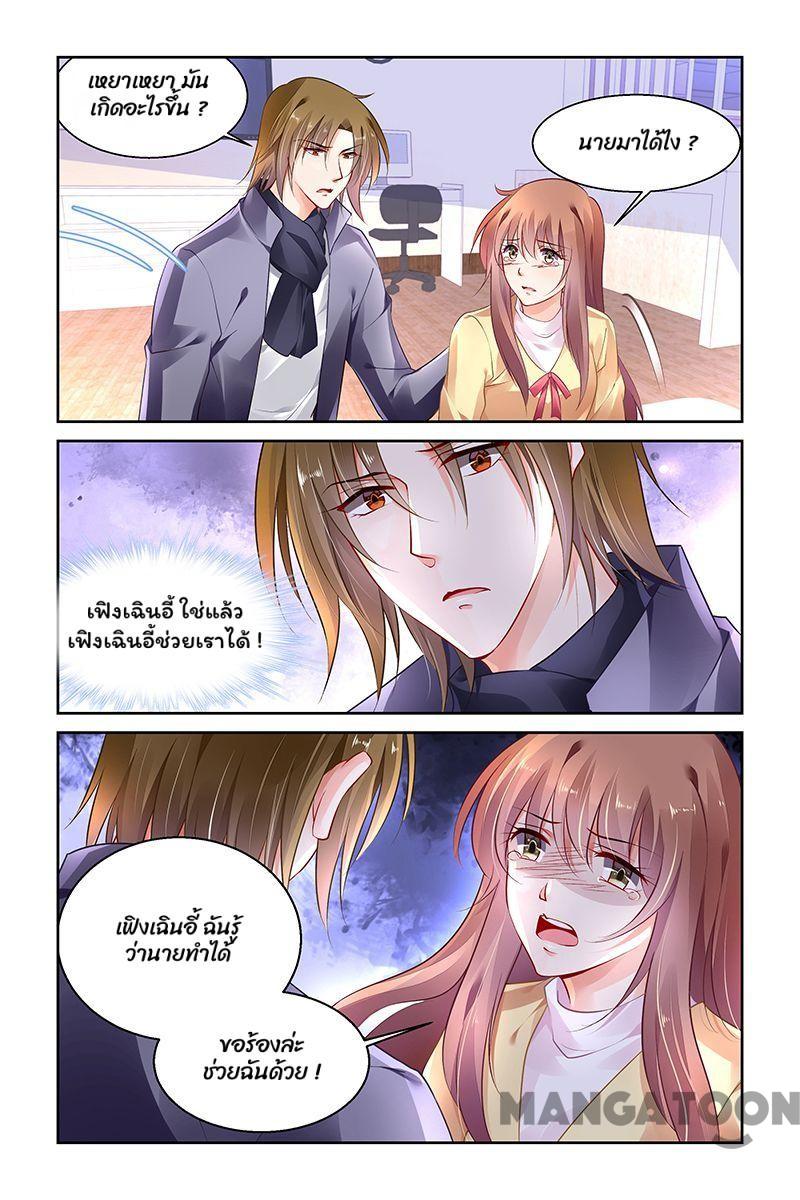 เหยาเหยา มัน
เกิดอะไรขึ้น ?
นายมาได้ไง ?
เฟิงเฉินอี้ ใช่แล้ว
เฟิงเฉินอี้ช่วยเราได้ !
เฟิงเฉินอี้ ฉันรู้
ว่านายทำได้
ขอร้องล่ะ
ช่วยฉันด้วย !
MANGATOON